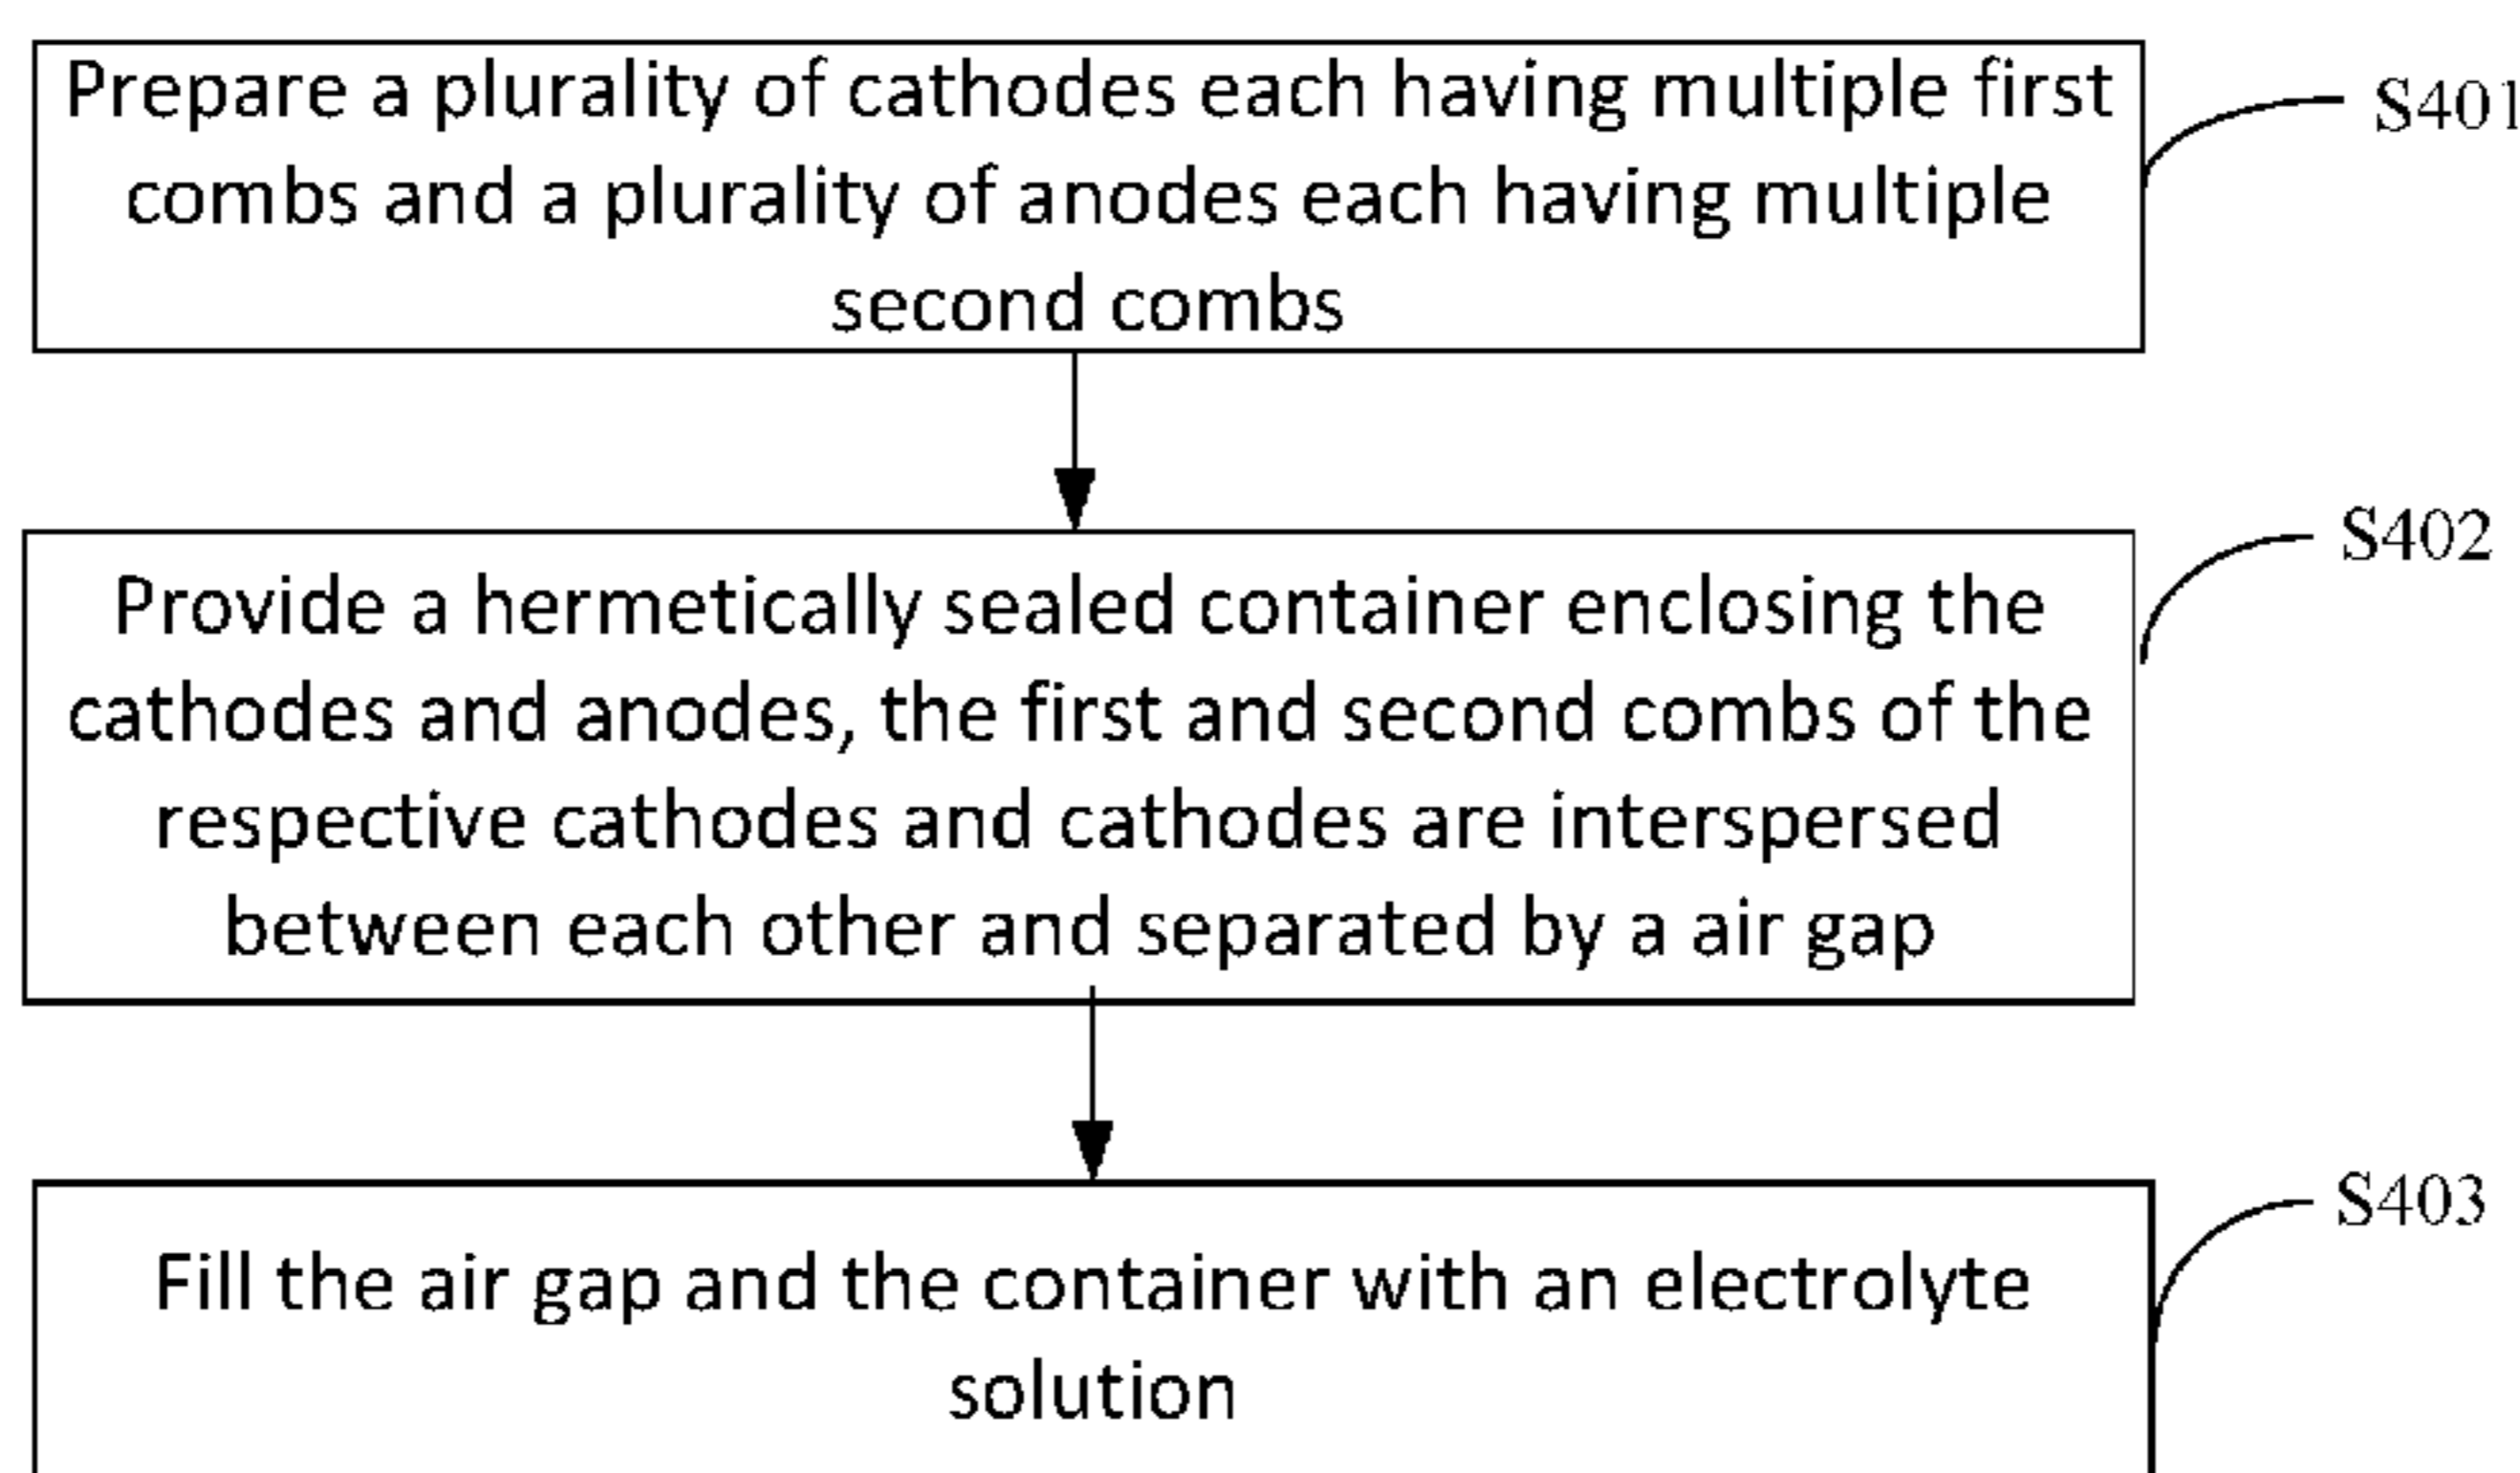 Prepare a plurality of cathodes each having multiple first
combs and a plurality of anodes each having multiple
second combs
S401
Provide a hermetically sealed container enclosing the
cathodes and anodes, the first and second combs of the
respective cathodes and cathodes are interspersed
between each other and separated by a air gap
S402
Fill the air gap and the container with an electrolyte
solution
S403